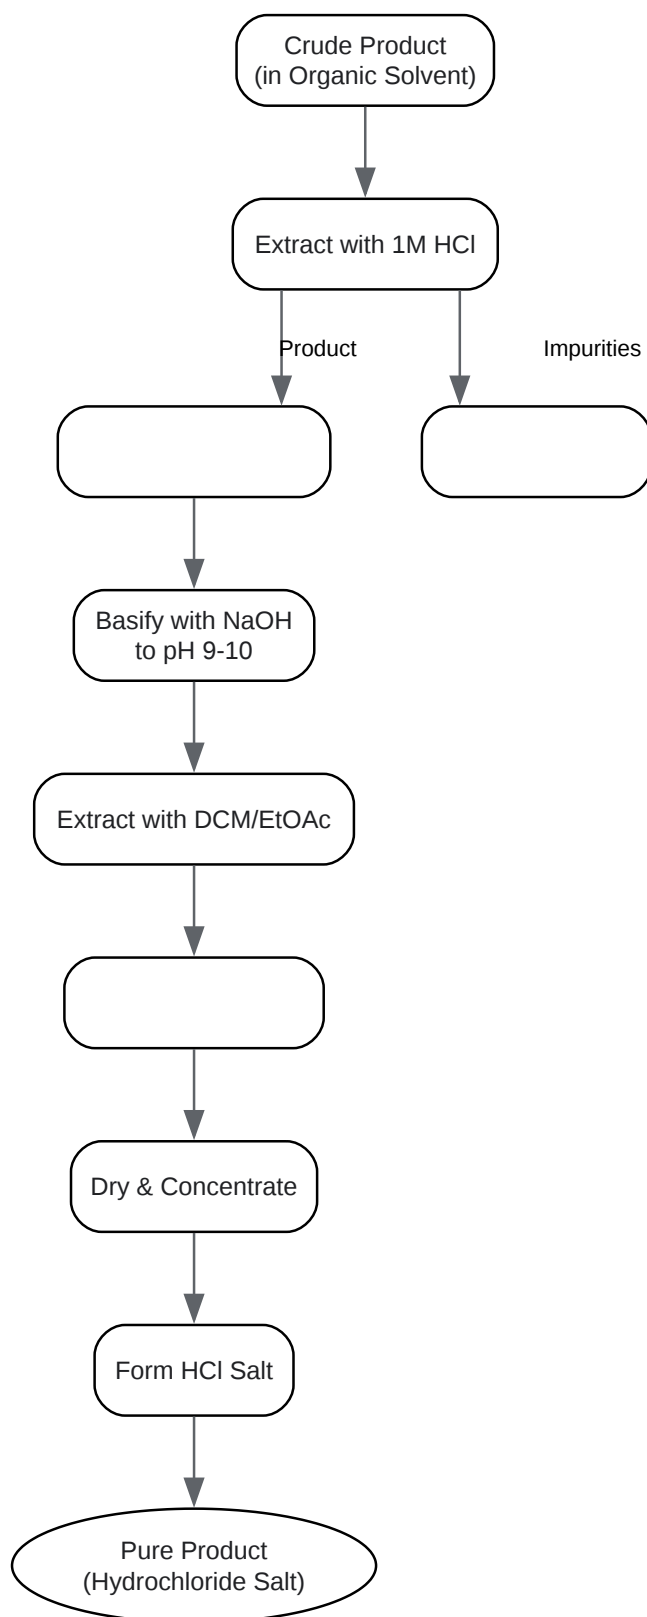 Crude Product
(in Organic Solvent)
Extract with 1M HCl
Product
Impurities
Basify with NaOH
to pH 9-10
Extract with DCM/EtOAc
Dry & Concentrate
Form HCl Salt
Pure Product
(Hydrochloride Salt)